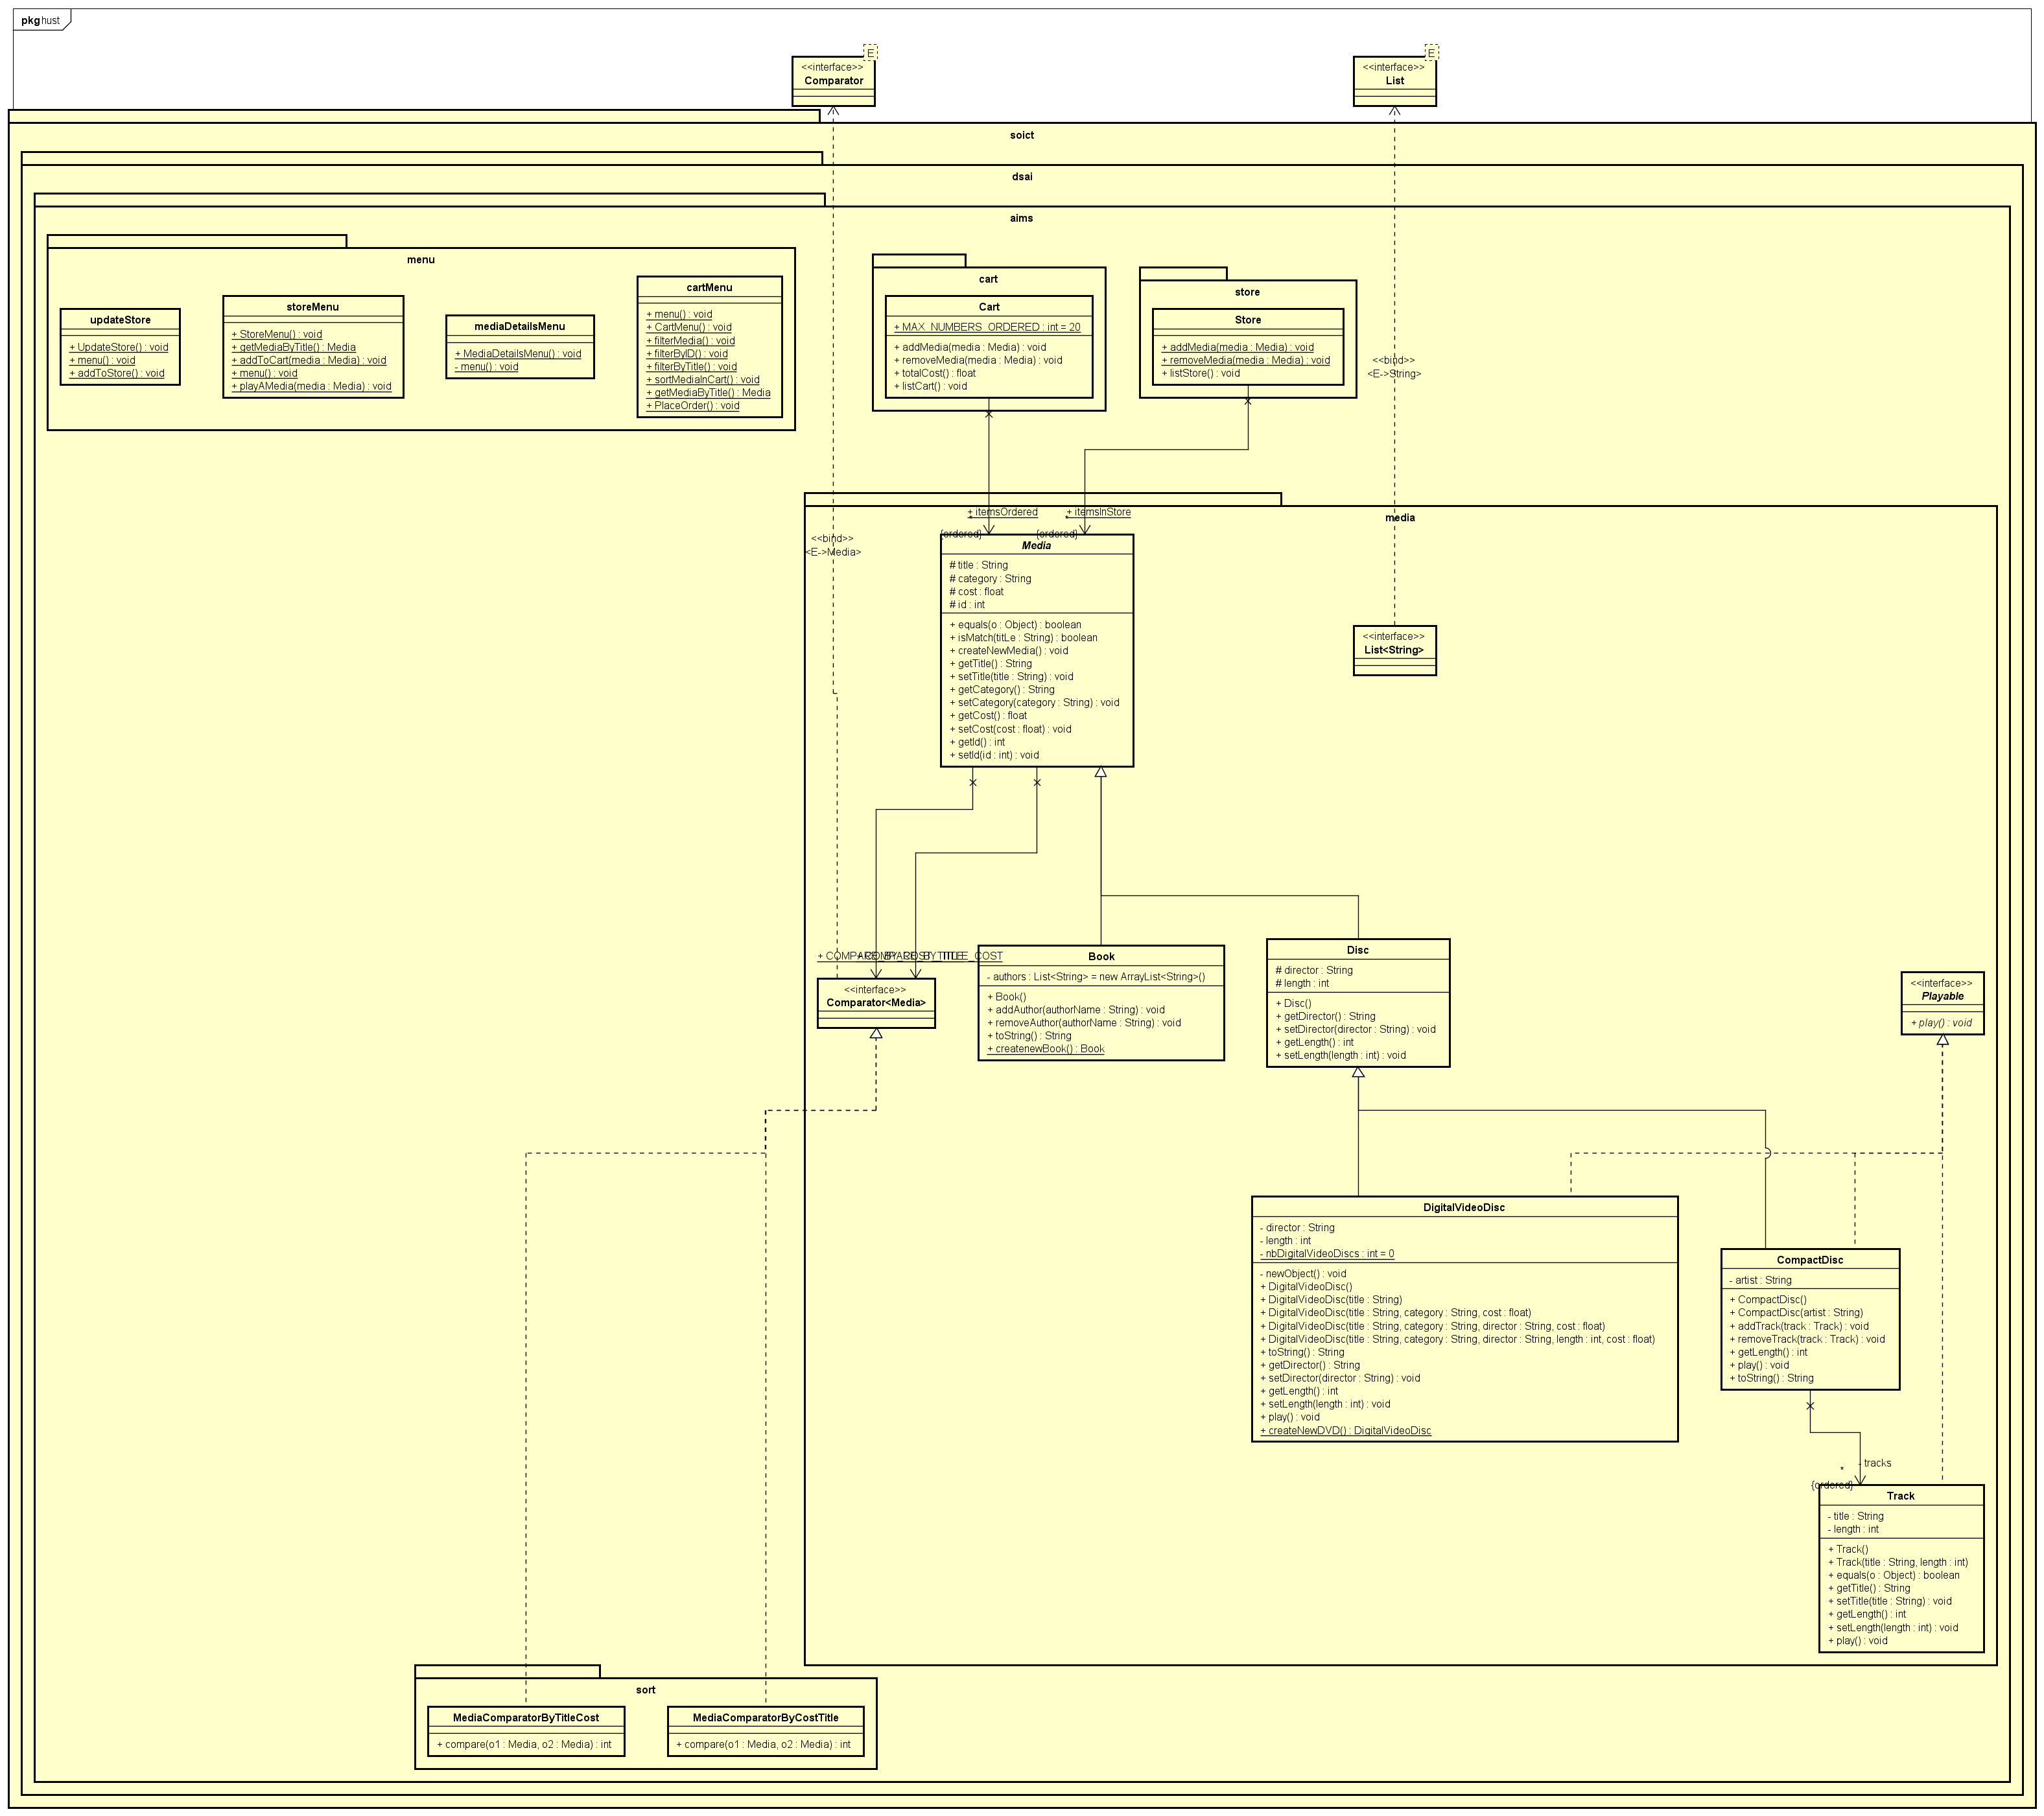 pkg hust
E
<<interface>>
Comparator
E
<<interface>>
List
soict
dsai
aims
menu
updateStore
+ UpdateStore() : void
+ menu() : void
+ addToStore() : void
storeMenu
+ StoreMenu() : void
+ getMediaByTitle() : Media
+ addToCart(media : Media) : void
+ menu() : void
+ playAMedia(media : Media) : void
mediaDetailsMenu
+ MediaDetailsMenu() : void
- menu() : void
cartMenu
+ menu() : void
+ CartMenu() : void
+ filterMedia() : void
+ filterByID() : void
+ filterByTitle() : void
+ sortMediaInCart() : void
+ getMediaByTitle() : Media
+ PlaceOrder() : void
cart
Cart
+ MAX_NUMBERS_ORDERED : int = 20
+ addMedia(media : Media) : void
+ removeMedia(media : Media) : void
+ totalCost() : float
+ listCart() : void
store
Store
+ addMedia(media : Media) : void
+ removeMedia(media : Media) : void
+ listStore() : void
<<bind>>
<E->String>
media
+ itemsOrdered
{ordered}
+ itemsInStore
{ordered}
<<bind>>
<E->Media>
Media
# title : String
# category : String
# cost : float
# id : int
+ equals(o : Object) : boolean
+ isMatch(titLe : String) : boolean
+ createNewMedia() : void
+ getTitle() : String
+ setTitle(title : String) : void
+ getCategory() : String
+ setCategory(category : String) : void
+ getCost() : float
+ setCost(cost : float) : void
+ getId() : int
+ setId(id : int) : void
<<interface>>
List<String>
+ COMPARE_BY_COST_TITLE
+ COMPARE_BY_TITLE_COST
<<interface>>
Comparator<Media>
Book
- authors : List<String> = new ArrayList<String>()
+ Book()
+ addAuthor(authorName : String) : void
+ removeAuthor(authorName : String) : void
+ toString() : String
+ createnewBook() : Book
Disc
# director : String
# length : int
+ Disc()
+ getDirector() : String
+ setDirector(director : String) : void
+ getLength() : int
+ setLength(length : int) : void
<<interface>>
Playable
+ play() : void
DigitalVideoDisc
- director : String
- length : int
- nbDigitalVideoDiscs : int = 0
- newObject() : void
+ DigitalVideoDisc()
+ DigitalVideoDisc(title : String)
+ DigitalVideoDisc(title : String, category : String, cost : float)
+ DigitalVideoDisc(title : String, category : String, director : String, cost : float)
+ DigitalVideoDisc(title : String, category : String, director : String, length : int, cost : float)
+ toString() : String
+ getDirector() : String
+ setDirector(director : String) : void
+ getLength() : int
+ setLength(length : int) : void
+ play() : void
+ createNewDVD() : DigitalVideoDisc
CompactDisc
- artist : String
+ CompactDisc()
+ CompactDisc(artist : String)
+ addTrack(track : Track) : void
+ removeTrack(track : Track) : void
+ getLength() : int
+ play() : void
+ toString() : String
- tracks
*
{ordered}
Track
- title : String
- length : int
+ Track()
+ Track(title : String, length : int)
+ equals(o : Object) : boolean
+ getTitle() : String
+ setTitle(title : String) : void
+ getLength() : int
+ setLength(length : int) : void
+ play() : void
sort
MediaComparatorByTitleCost
+ compare(o1 : Media, o2 : Media) : int
MediaComparatorByCostTitle
+ compare(o1 : Media, o2 : Media) : int